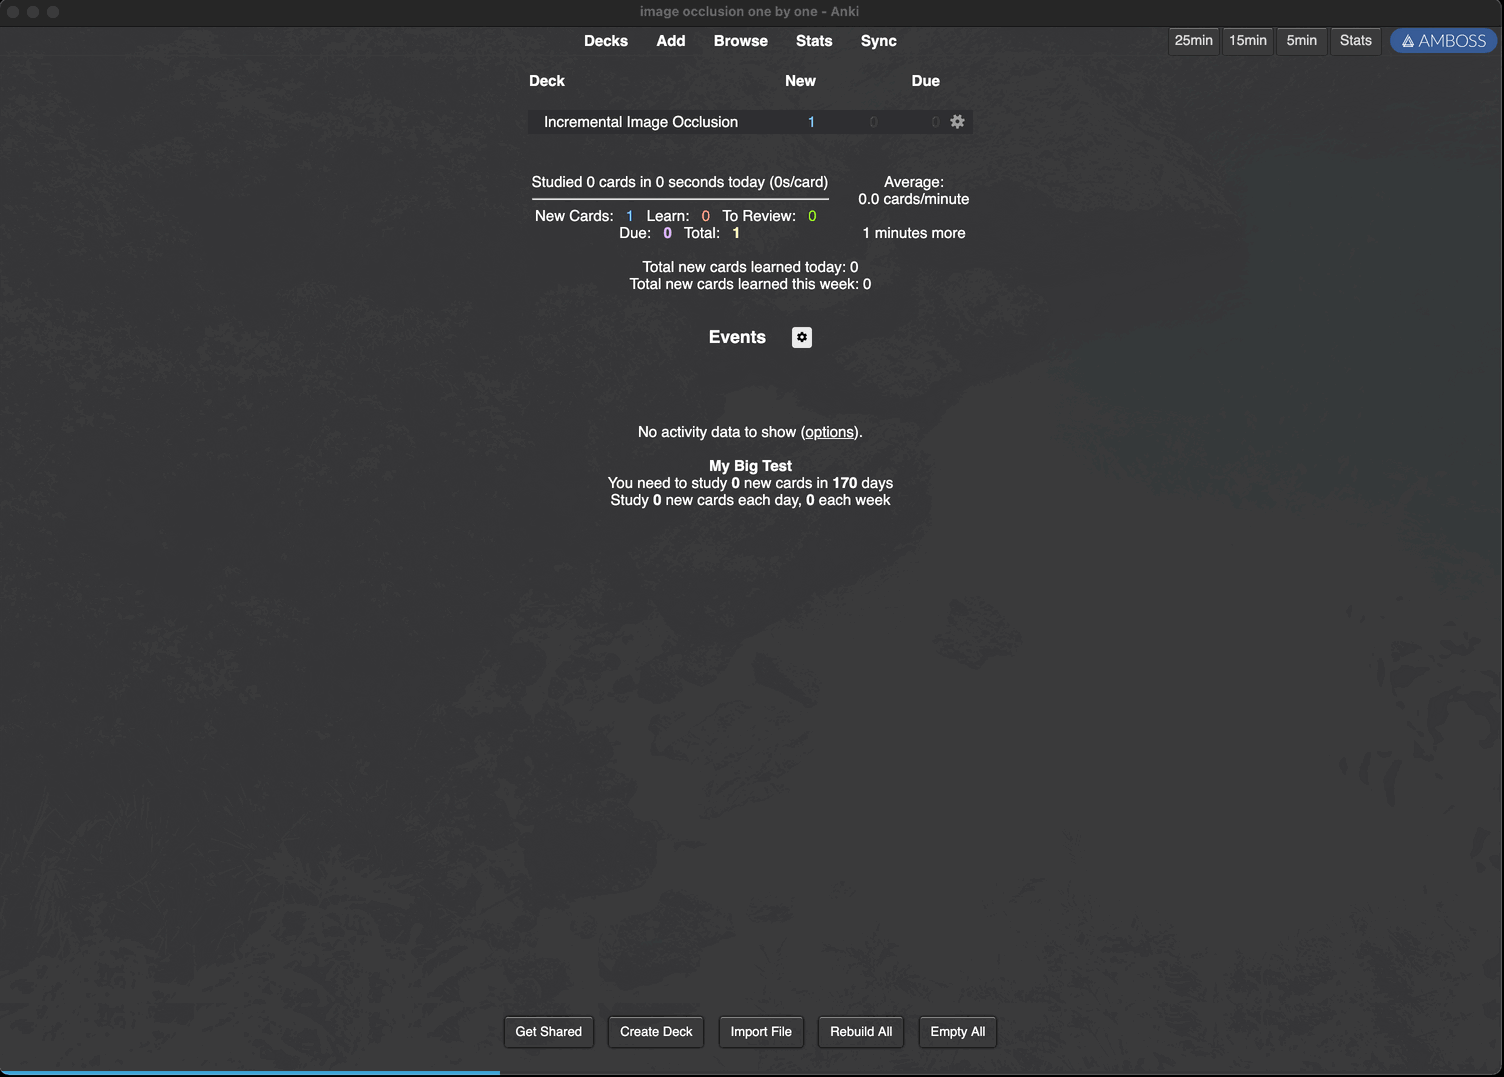 image occlusion one by one - Anki
Decks Add Browse Stats Sync
25min 15min 5min Stats AMBOSS
Deck New Due
Incremental Image Occlusion 1 0 0
Studied 0 cards in 0 seconds today (0s/card)
Average:
0.0 cards/minute
New Cards: 1 Learn: 0 To Review: 0
Due: 0 Total: 1
1 minutes more
Total new cards learned today: 0
Total new cards learned this week: 0
Events
No activity data to show (options).
My Big Test
You need to study 0 new cards in 170 days
Study 0 new cards each day, 0 each week
Get Shared Create Deck Import File Rebuild All Empty All